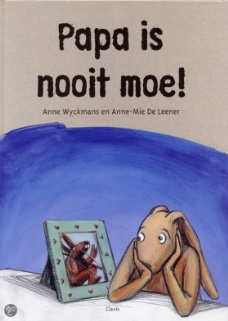 Papa is
nooit moe!
Anne Wyckmans en Anne-Mie De Leener
Clavis